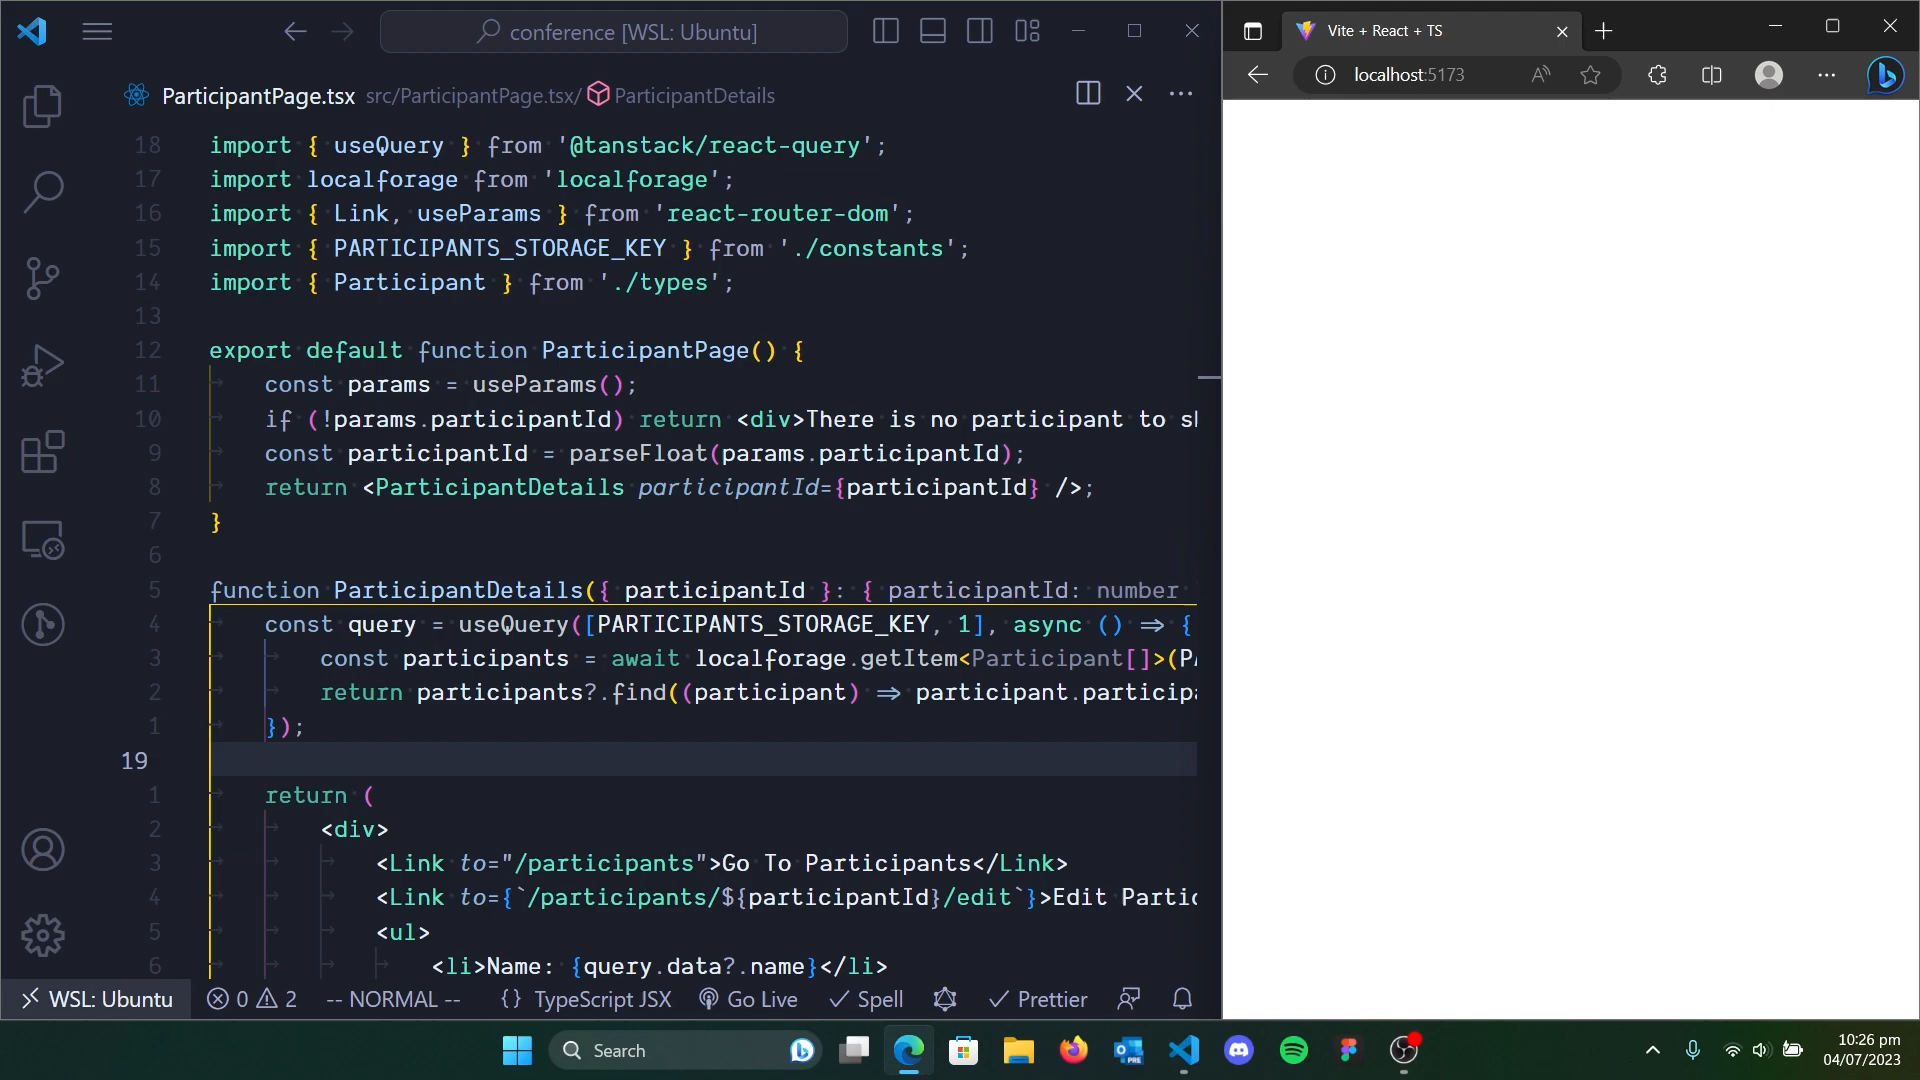 conference [WSL: Ubuntu]
ParticipantPage.tsx src/ParticipantPage.tsx/ ParticipantDetails
18 import { useQuery } from '@tanstack/react-query';
17 import localforage from 'localforage';
16 import { Link, useParams } from 'react-router-dom';
15 import { PARTICIPANTS_STORAGE_KEY } from './constants';
14 import { Participant } from './types';
13
12 export default function ParticipantPage() {
11 const params = useParams();
10 if (!params.participantId) return <div>There is no participant to sh
9 const participantId = parseFloat(params.participantId);
8 return <ParticipantDetails participantId={participantId} />;
7 }
6
5 function ParticipantDetails({ participantId }: { participantId: number
4 const query = useQuery([PARTICIPANTS_STORAGE_KEY, 1], async () => {
3 const participants = await localforage.getItem<Participant[]>(PA
2 return participants?.find((participant) => participant.participa
1 });
19
1 return (
2 <div>
3 <Link to="/participants">Go To Participants</Link>
4 <Link to={`/participants/${participantId}/edit`}>Edit Partic
5 <ul>
6 <li>Name: {query.data?.name}</li>
WSL: Ubuntu 0 2 -- NORMAL -- {} TypeScript JSX Go Live Spell Prettier
Vite + React + TS
localhost:5173
Search
10:26 pm
04/07/2023